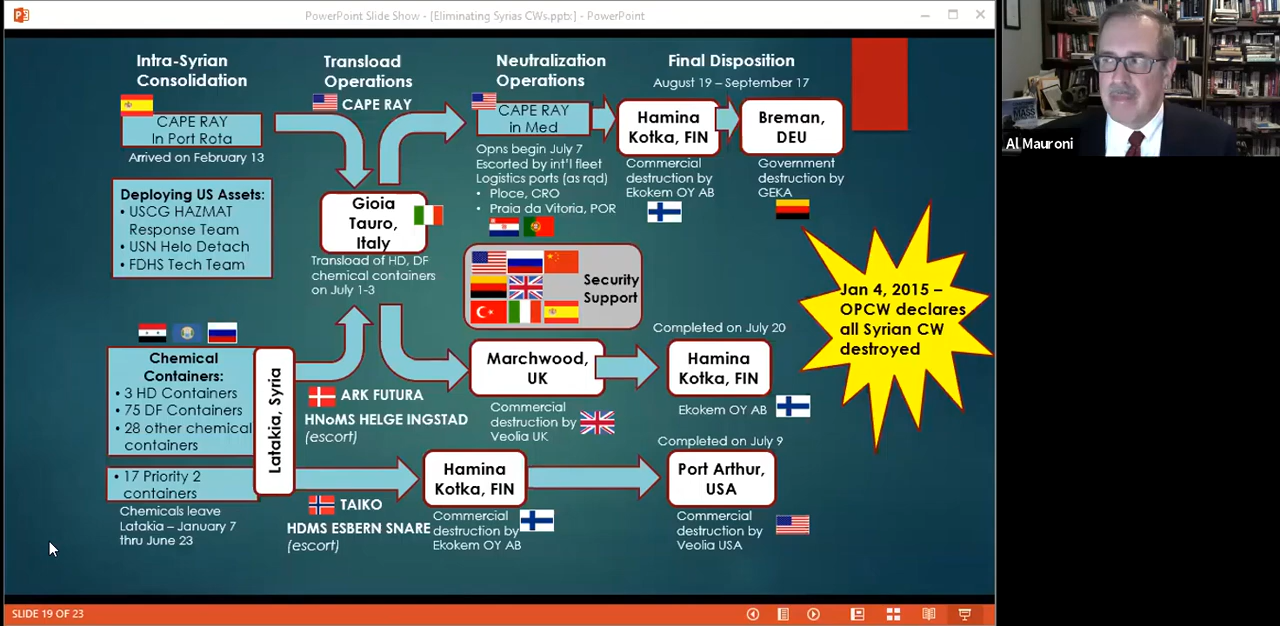 PowerPoint Slide Show - [Eliminating Syrias CWs.pptx] - PowerPoint
Intra-Syrian
Consolidation
CAPE RAY
In Port Rota
Arrived on February 13
Deploying US Assets:
• USCG HAZMAT
Response Team
• USN Helo Detach
• FDHS Tech Team
Chemical
Containers:
• 3 HD Containers
• 75 DF Containers
• 28 other chemical
containers
• 17 Priority 2
containers
Chemicals leave
Latakia – January 7
thru June 23
Latakia, Syria
Transload
Operations
CAPE RAY
Gioia
Tauro,
Italy
Transload of HD, DF
chemical containers
on July 1-3
ARK FUTURA
HNoMS HELGE INGSTAD
(escort)
TAIKO
HDMS ESBERN SNARE
(escort)
Neutralization
Operations
CAPE RAY
in Med
Opns begin July 7
Escorted by int'l fleet
Logistics ports (as rqd)
• Ploce, CRO
• Praia da Vitoria, POR
Security
Support
Marchwood,
UK
Commercial
destruction by
Veolia UK
Hamina
Kotka, FIN
Commercial
destruction by
Ekokem OY AB
Final Disposition
August 19 – September 17
Hamina
Kotka, FIN
Commercial
destruction by
Ekokem OY AB
Breman,
DEU
Government
destruction by
GEKA
Completed on July 20
Hamina
Kotka, FIN
Ekokem OY AB
Completed on July 9
Port Arthur,
USA
Commercial
destruction by
Veolia USA
Jan 4, 2015 –
OPCW declares
all Syrian CW
destroyed
SLIDE 19 OF 23
Al Mauroni